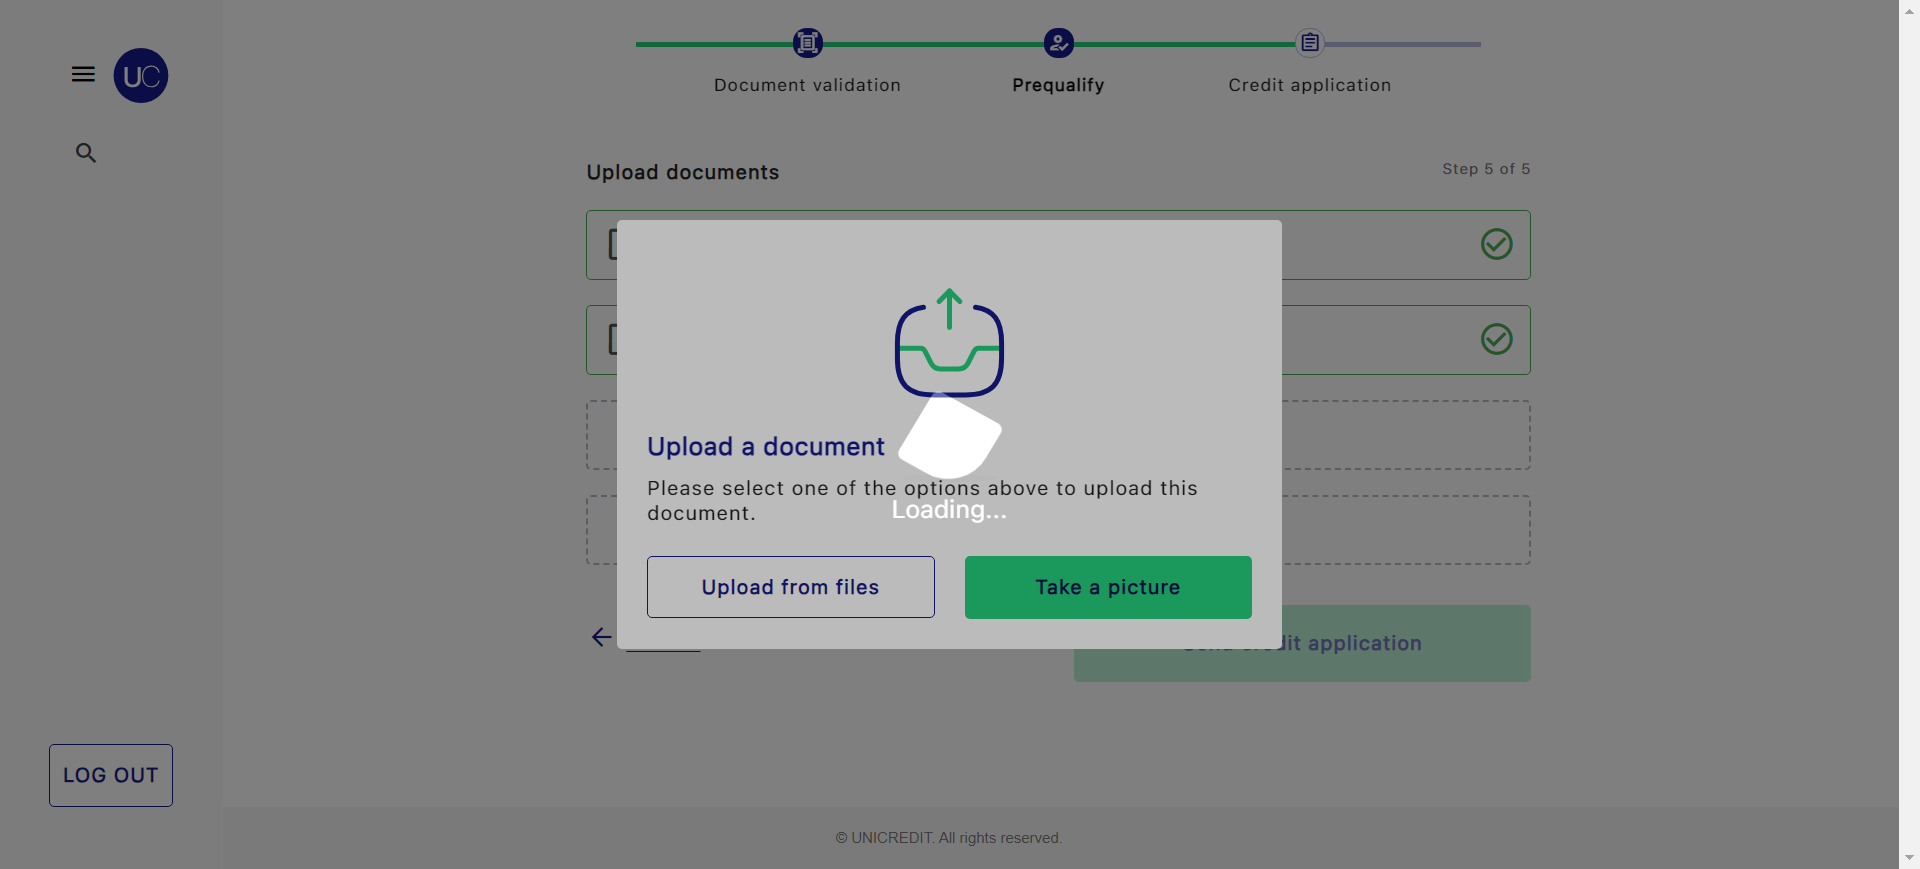 UC
Document validation
Prequalify
Credit application
Upload documents
Step 5 of 5
Upload a document
Please select one of the options above to upload this
document.
Loading...
Upload from files
Take a picture
Send credit application
LOG OUT
© UNICREDIT. All rights reserved.